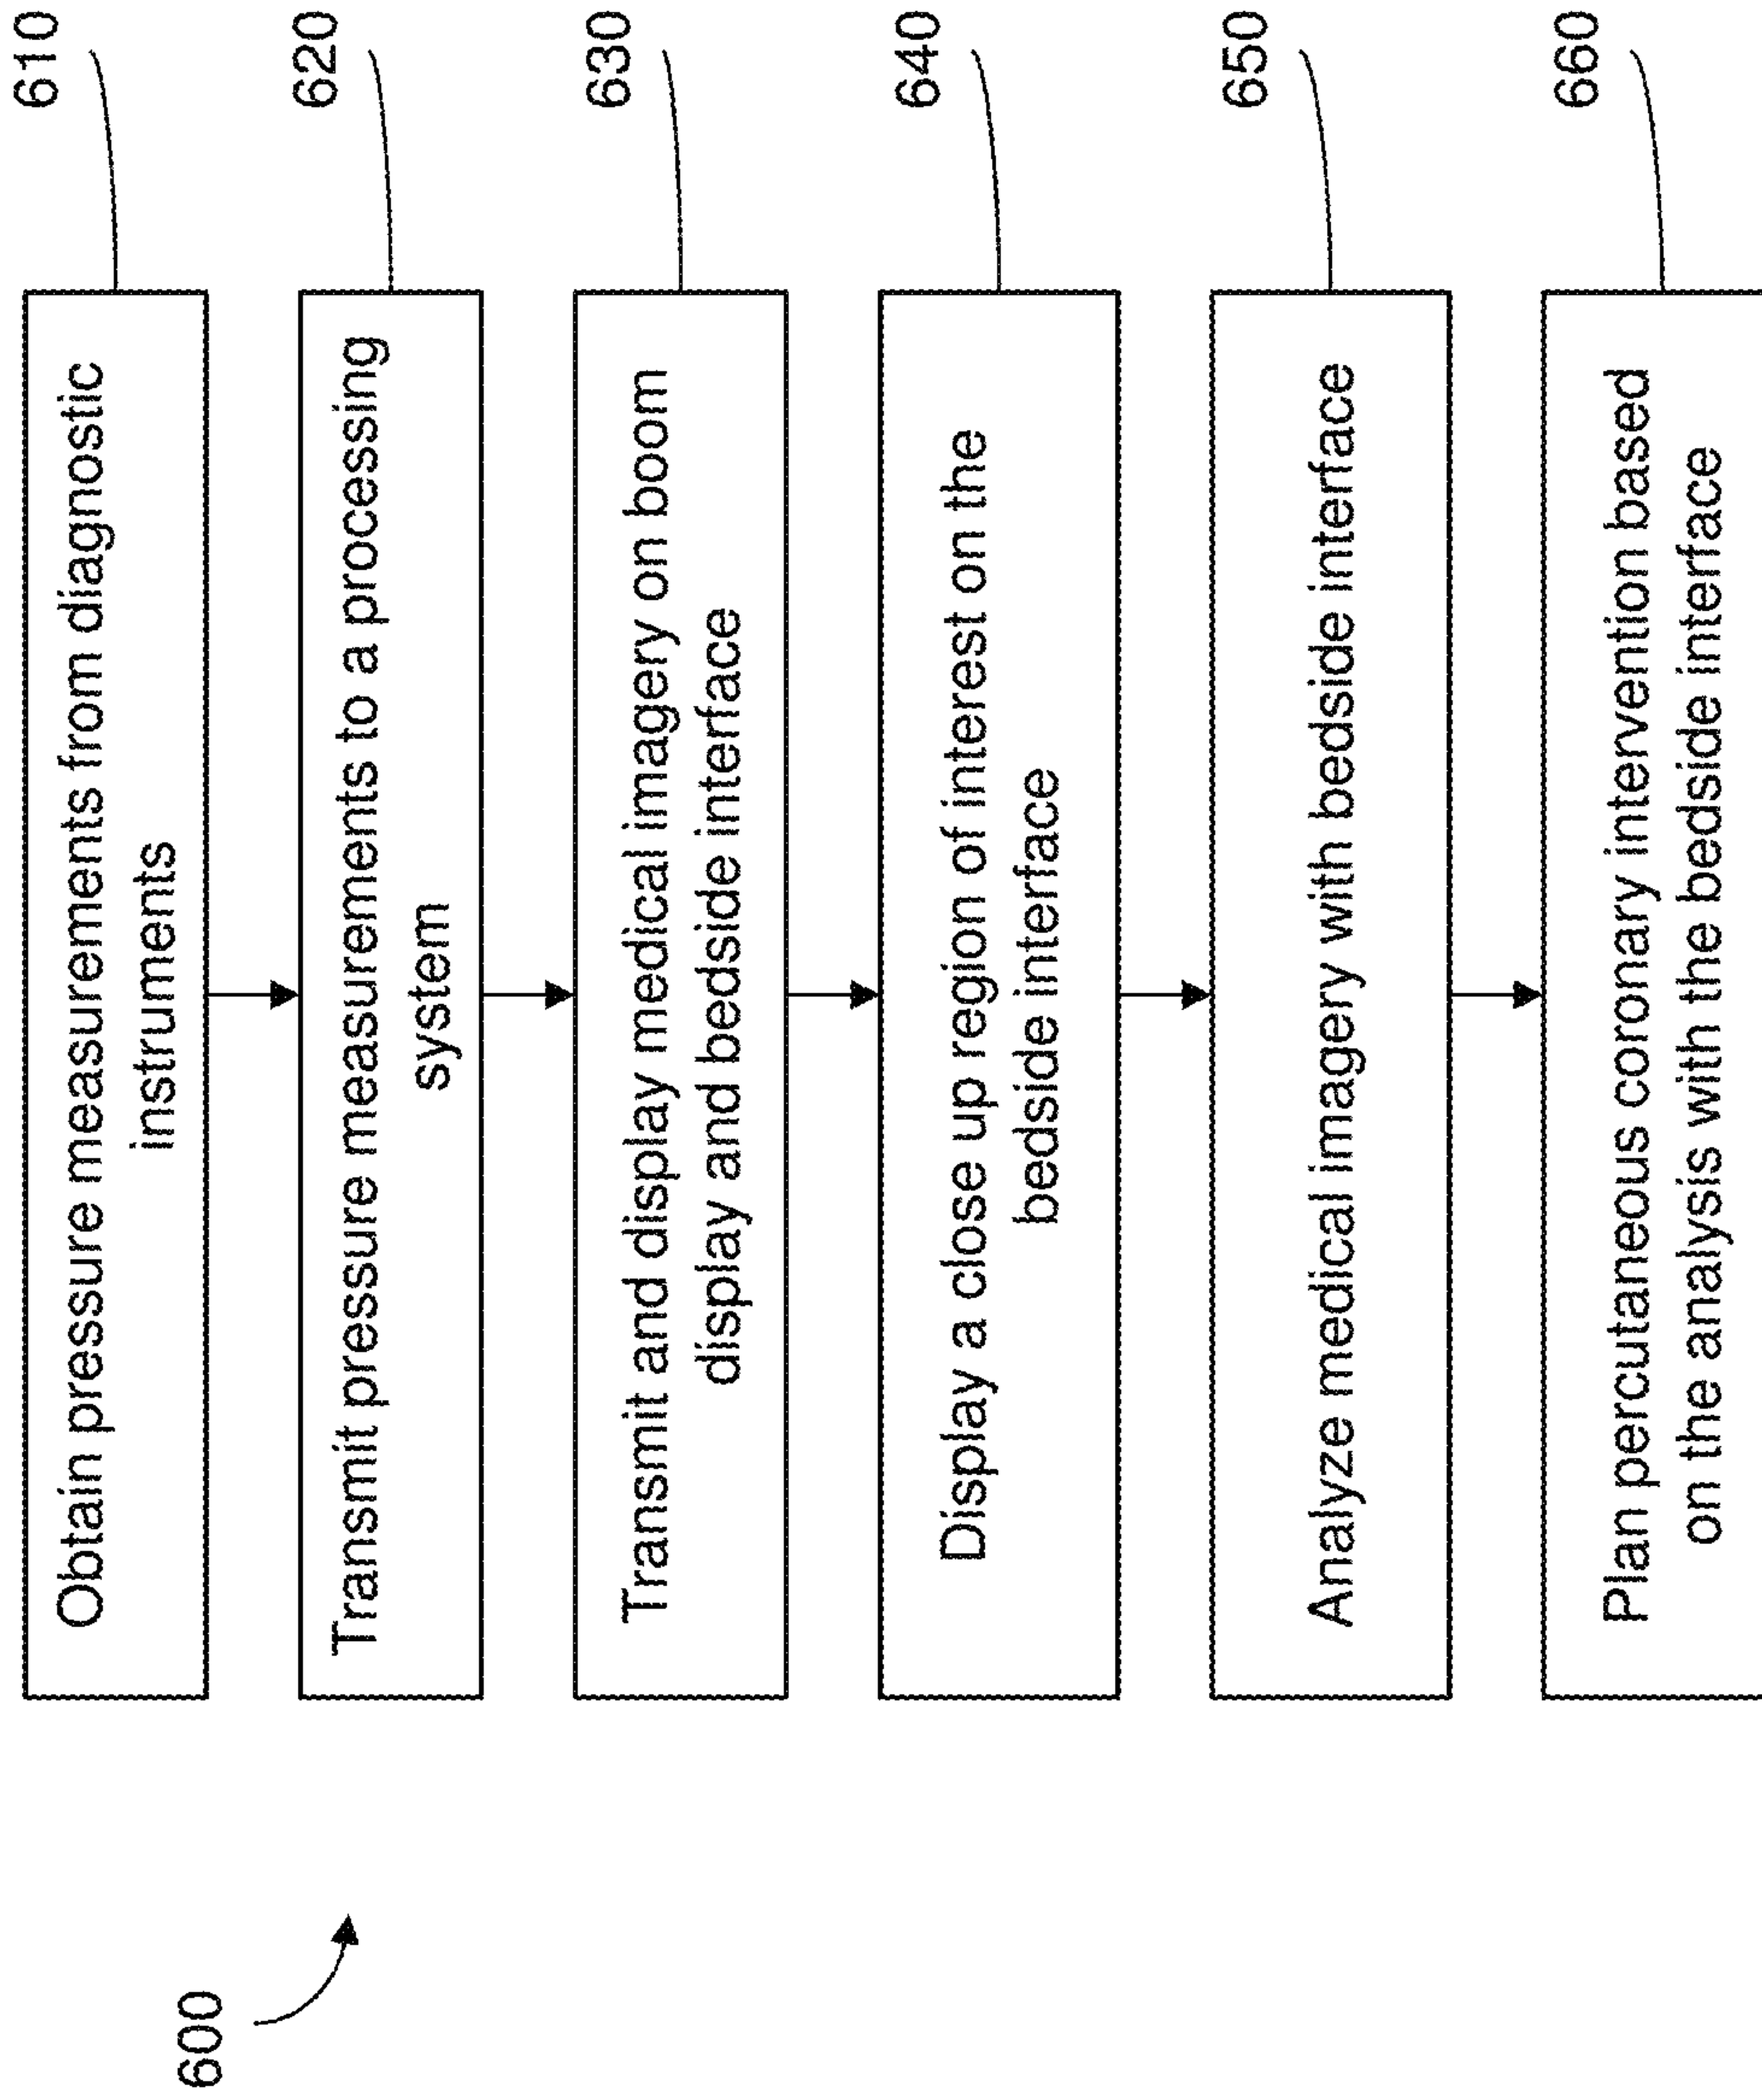 600
Obtain pressure measurements from diagnostic
instruments
610
Transmit pressure measurements to a processing
system
620
Transmit and display medical imagery on boom
display and bedside interface
630
Display a close up region of interest on the
bedside interface
640
Analyze medical imagery with bedside interface
650
Plan percutaneous coronary intervention based
on the analysis with the bedside interface
660